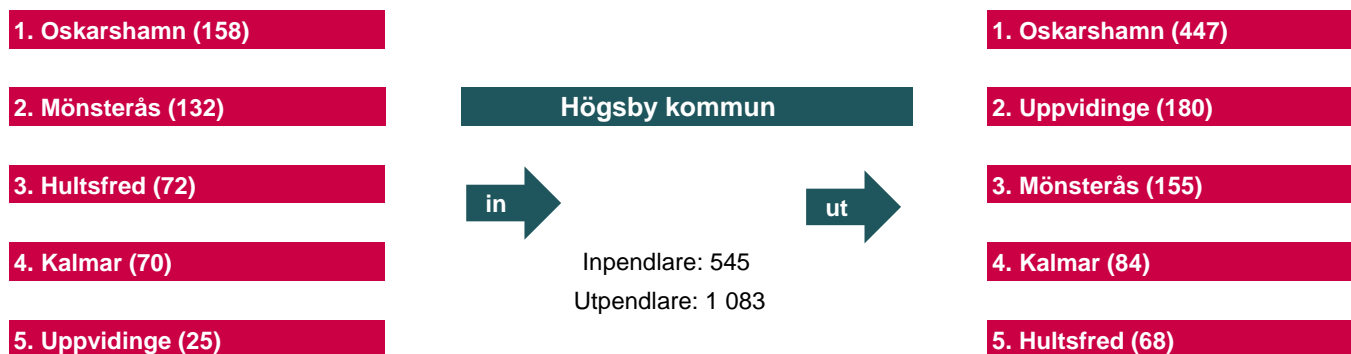 1. Oskarshamn (158)
2. Mönsterås (132)
3. Hultsfred (72)
4. Kalmar (70)
5. Uppvidinge (25)
Högsby kommun
in
ut
Inpendlare: 545
Utpendlare: 1 083
1. Oskarshamn (447)
2. Uppvidinge (180)
3. Mönsterås (155)
4. Kalmar (84)
5. Hultsfred (68)